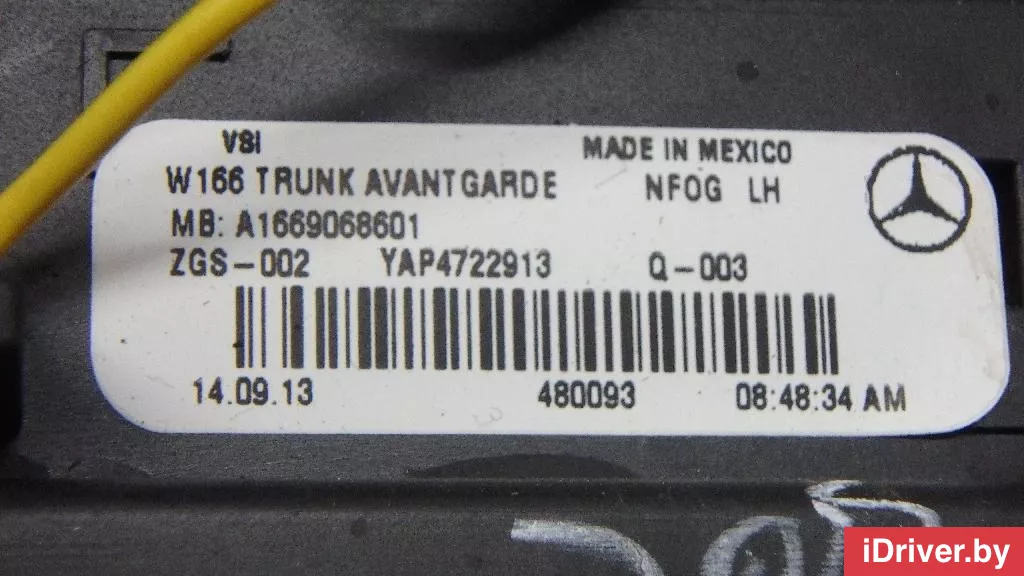 V8I MADE IN MEXICO
W166 TRUNK AVANTGARDE NFOG LH
MB: A1669068601
ZGS-002 YAP4722913 Q-003
14.09.13 480093 08:48:34 AM
iDriver.by